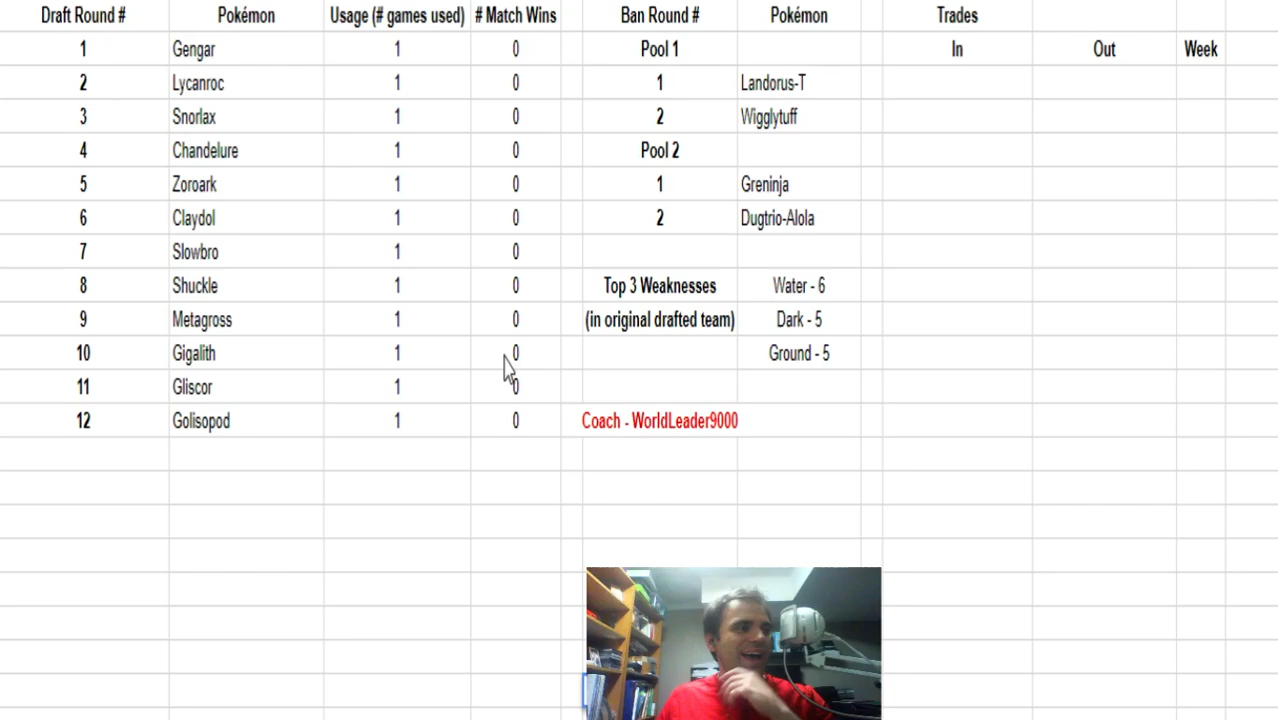 Draft Round # Pokémon Usage (# games used) # Match Wins Ban Round # Pokémon Trades
1 Gengar 1 0 Pool 1 In Out Week
2 Lycanroc 1 0 1 Landorus-T
3 Snorlax 1 0 2 Wigglytuff
4 Chandelure 1 0 Pool 2
5 Zoroark 1 0 1 Greninja
6 Claydol 1 0 2 Dugtrio-Alola
7 Slowbro 1 0
8 Shuckle 1 0 Top 3 Weaknesses Water - 6
9 Metagross 1 0 (in original drafted team) Dark - 5
10 Gigalith 1 0 Ground - 5
11 Gliscor 1 0
12 Golisopod 1 0 Coach - WorldLeader9000